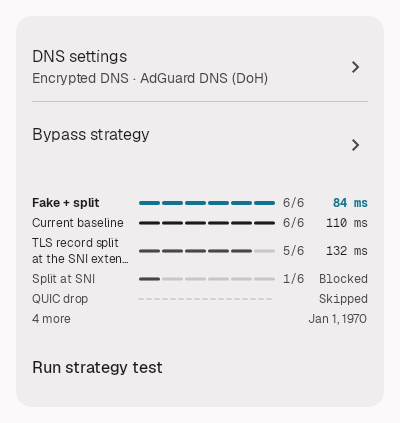 DNS settings
Encrypted DNS · AdGuard DNS (DoH)
Bypass strategy
Fake + split 6/6 84 ms
Current baseline 6/6 110 ms
TLS record split
at the SNI exten… 5/6 132 ms
Split at SNI 1/6 Blocked
QUIC drop Skipped
4 more Jan 1, 1970
Run strategy test